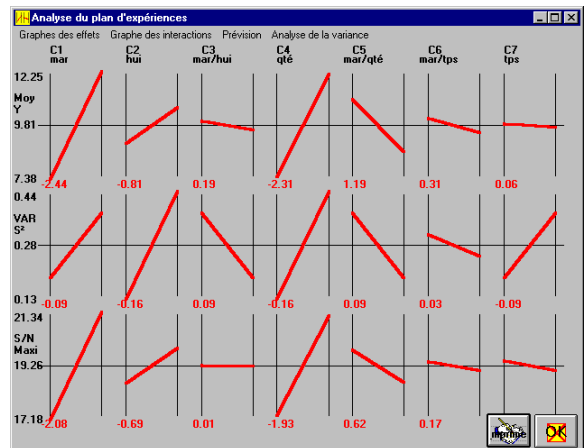 Analyse du plan d'expériences
Graphes des effets Graphe des interactions Prévision Analyse de la variance
C1 C2 C3 C4 C5 C6 C7
mar hui mar/hui qté mar/qté mar/tps tps
12.25
Moy
Y
9.81
7.38
-2.44 -0.81 0.19 -2.31 1.19 0.31 0.06
0.44
VAR
S²
0.28
0.13
-0.09 -0.16 0.09 -0.16 0.09 0.03 -0.09
21.34
S/N
Maxi
19.26
17.18
-2.08 -0.69 0.01 -1.93 0.62 0.17
OK